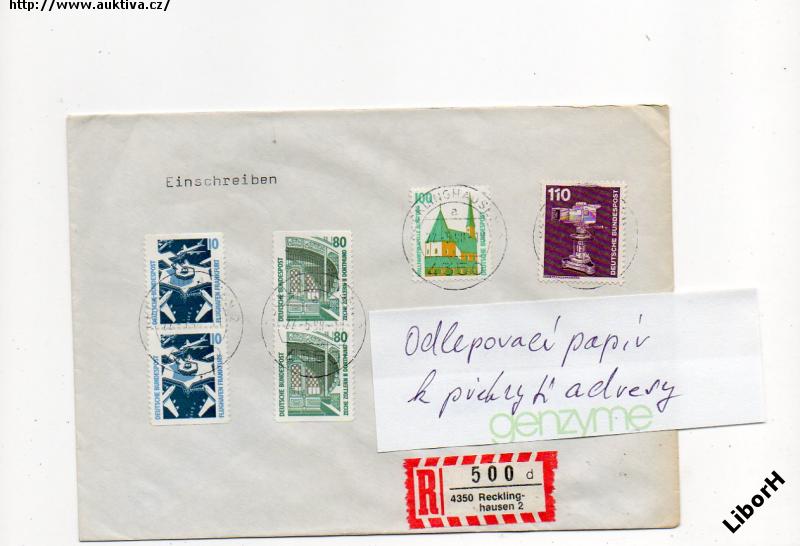 http://www.auktiva.cz/
Einschreiben
100
110
DEUTSCHE BUNDESPOST
4350
10
DEUTSCHE BUNDESPOST
FLUGHAFEN FRANKFURT
10
DEUTSCHE BUNDESPOST
FLUGHAFEN FRANKFURT
80
DEUTSCHE BUNDESPOST
ZECHE ZOLLERN II DORTMUND
80
DEUTSCHE BUNDESPOST
ZECHE ZOLLERN II DORTMUND
Odlepovací papír
k překrytí adresy
genzyme
R
500 d
4350 Reckling-
hausen 2
LiborH